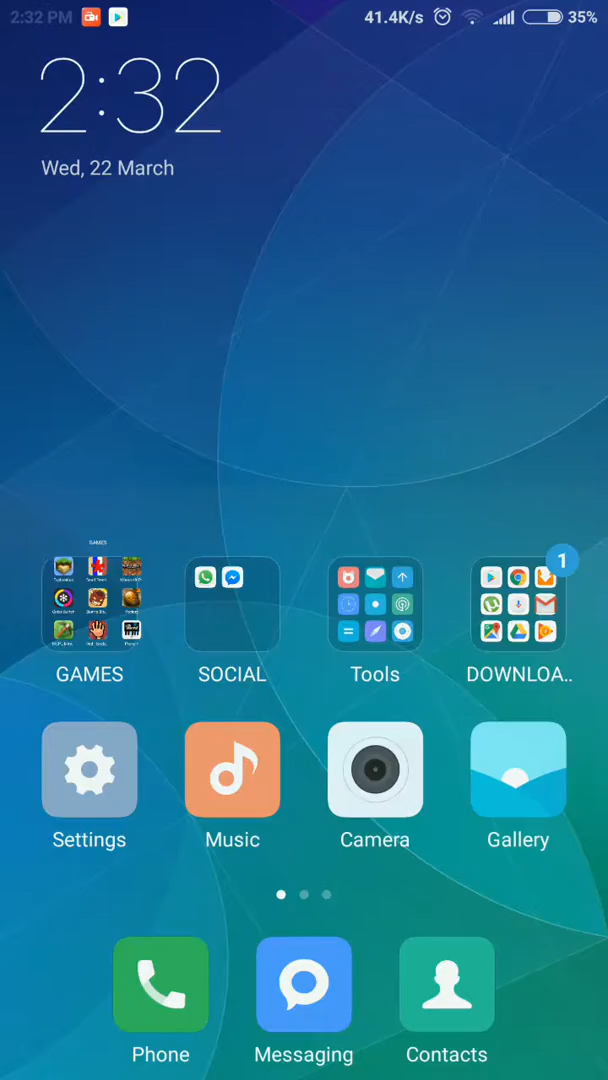 2:32 PM 41.4K/s 35%
2:32
Wed, 22 March
GAMES
1
GAMES SOCIAL Tools DOWNLOA..
Settings Music Camera Gallery
Phone Messaging Contacts